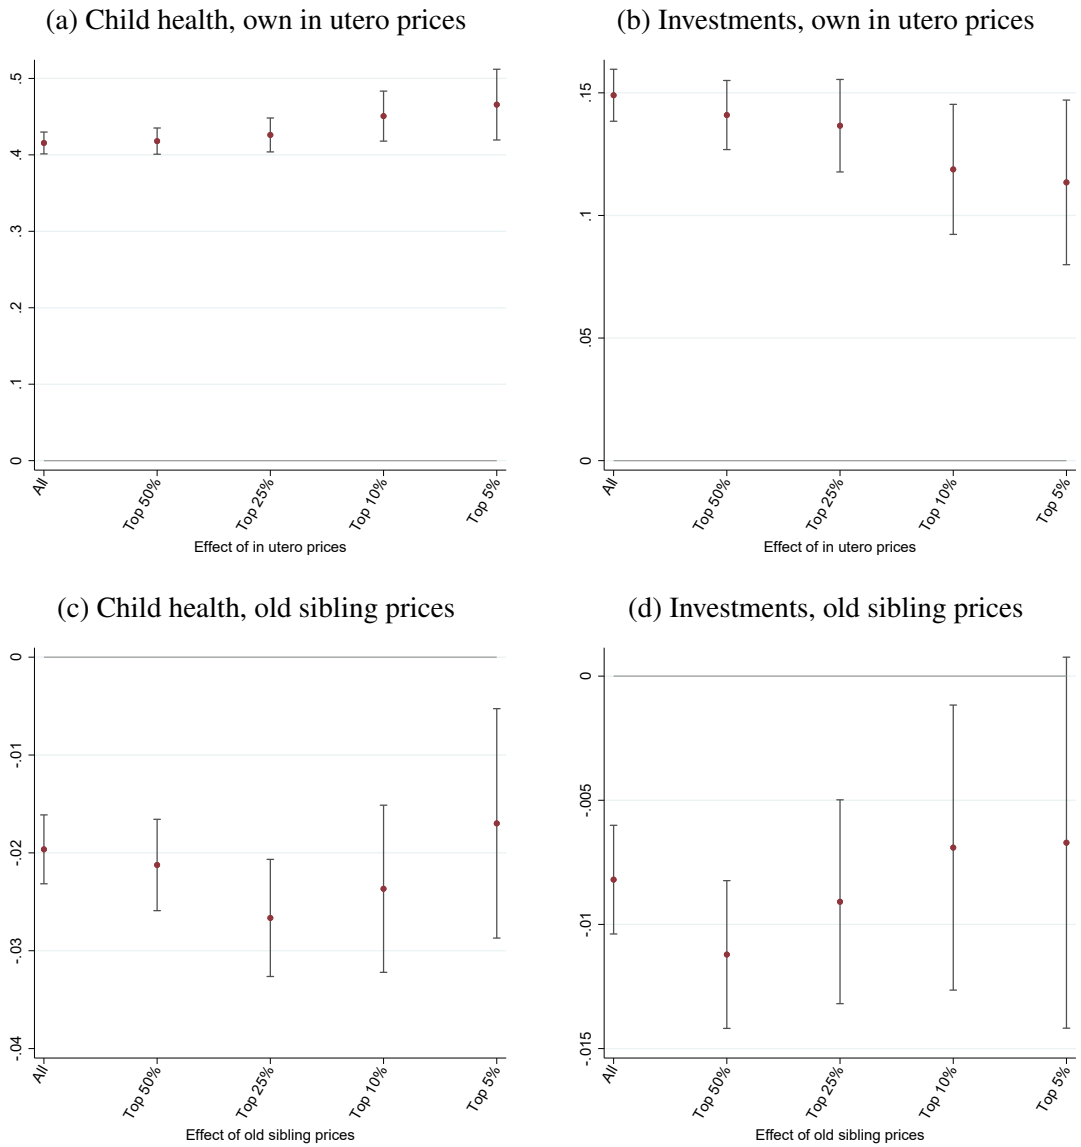 (a) Child health, own in utero prices
.5
.4
.3
.2
.1
0
All
Top 50%
Top 25%
Top 10%
Top 5%
Effect of in utero prices
(b) Investments, own in utero prices
.15
.1
.05
0
All
Top 50%
Top 25%
Top 10%
Top 5%
Effect of in utero prices
(c) Child health, old sibling prices
0
-.01
-.02
-.03
-.04
All
Top 50%
Top 25%
Top 10%
Top 5%
Effect of old sibling prices
(d) Investments, old sibling prices
0
-.005
-.01
-.015
All
Top 50%
Top 25%
Top 10%
Top 5%
Effect of old sibling prices